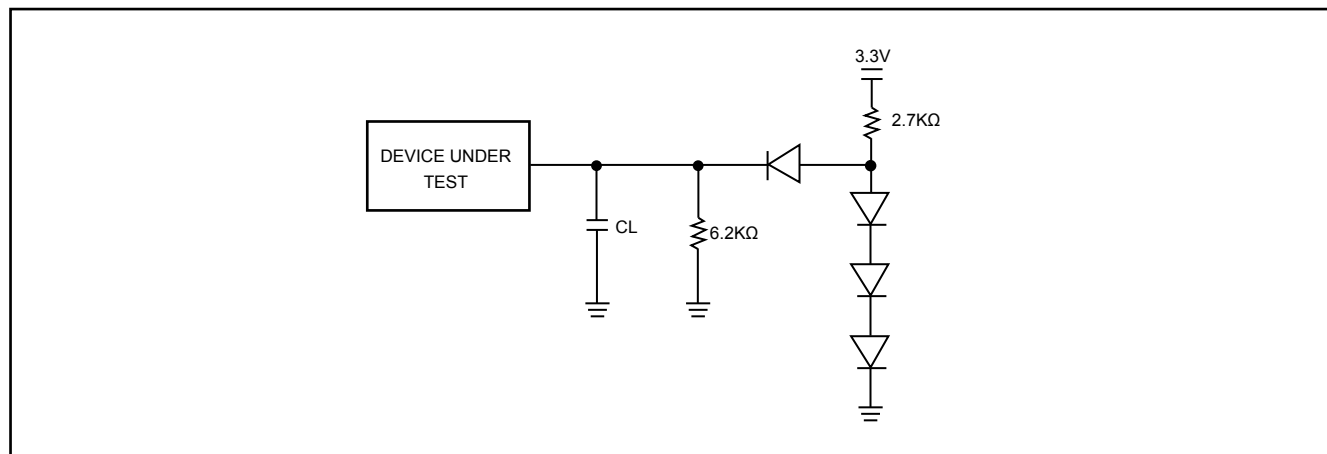 3.3V
2.7KΩ
DEVICE UNDER
TEST
CL
6.2KΩ